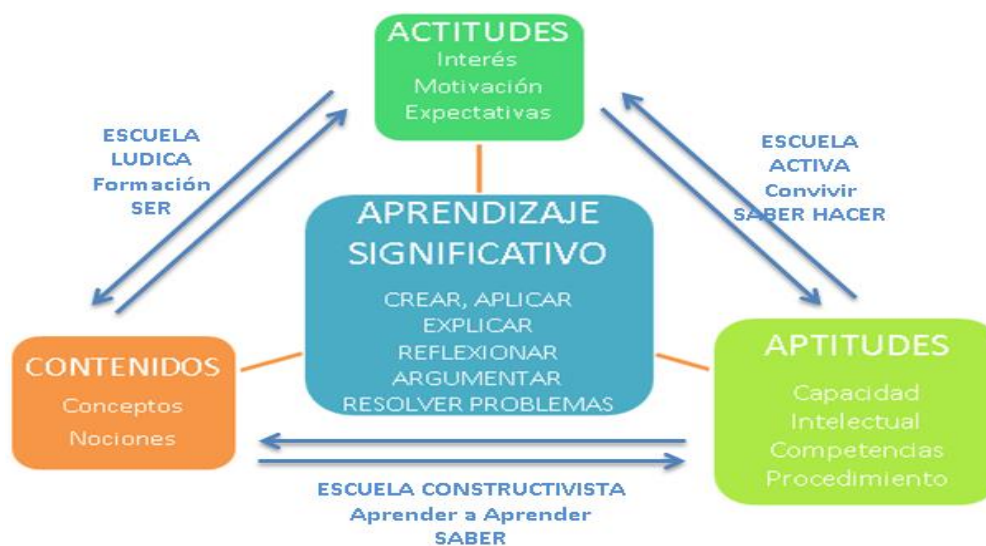 ACTITUDES
Interés
Motivación
Expectativas
ESCUELA
LUDICA
Formación
SER
ESCUELA
ACTIVA
Convivir
SABER HACER
APRENDIZAJE
SIGNIFICATIVO
CREAR, APLICAR
EXPLICAR
REFLEXIONAR
ARGUMENTAR
RESOLVER PROBLEMAS
CONTENIDOS
Conceptos
Nociones
APTITUDES
Capacidad
Intelectual
Competencias
Procedimiento
ESCUELA CONSTRUCTIVISTA
Aprender a Aprender
SABER